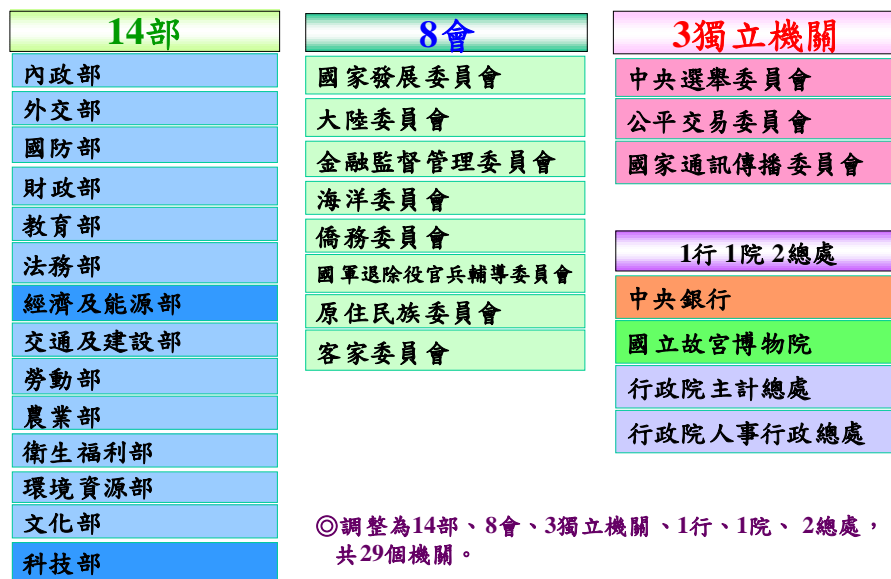 14部
內政部
外交部
國防部
財政部
教育部
法務部
經濟及能源部
交通及建設部
勞動部
農業部
衛生福利部
環境資源部
文化部
科技部
8會
國家發展委員會
大陸委員會
金融監督管理委員會
海洋委員會
僑務委員會
國軍退除役官兵輔導委員會
原住民族委員會
客家委員會
3獨立機關
中央選舉委員會
公平交易委員會
國家通訊傳播委員會
1行 1院 2總處
中央銀行
國立故宮博物院
行政院主計總處
行政院人事行政總處
◎調整為14部、8會、3獨立機關、1行、1院、 2總處，
共29個機關。